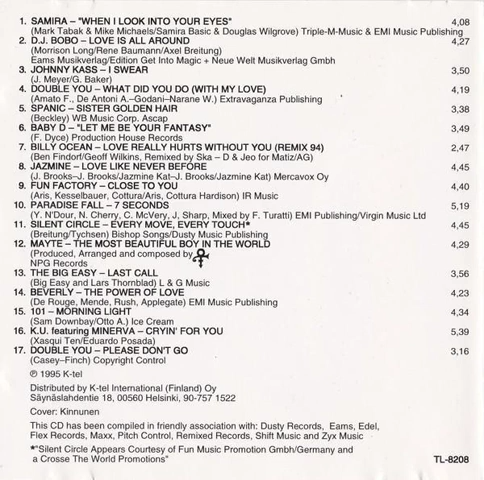 1. SAMIRA – "WHEN I LOOK INTO YOUR EYES" 4,08
(Mark Tabak & Mike Michaels/Samira Basic & Douglas Wilgrove) Triple-M-Music & EMI Music Publishing
2. D.J. BOBO – LOVE IS ALL AROUND 4,27
(Morrison Long/Rene Baumann/Axel Breitung)
Eams Musikverlag/Edition Get Into Magic + Neue Welt Musikverlag Gmbh
3. JOHNNY KASS – I SWEAR 3,50
(J. Meyer/G. Baker)
4. DOUBLE YOU – WHAT DID YOU DO (WITH MY LOVE) 4,19
(Amato F., De Antoni A.–Godani–Narane W.) Extravaganza Publishing
5. SPANIC – SISTER GOLDEN HAIR 3,38
(Beckley) WB Music Corp. Ascap
6. BABY D – "LET ME BE YOUR FANTASY" 3,49
(F. Dyce) Production House Records
7. BILLY OCEAN – LOVE REALLY HURTS WITHOUT YOU (REMIX 94) 2,47
(Ben Findorf/Geoff Wilkins, Remixed by Ska – D & Jeo for Matiz/AG)
8. JAZMINE – LOVE LIKE NEVER BEFORE 4,45
(J. Brooks–J. Brooks/Jazmine Kat–J. Brooks/Jazmine Kat) Mercavox Oy
9. FUN FACTORY – CLOSE TO YOU 4,40
(Aris, Kesselbauer, Cottura/Aris, Cottura Hardison) IR Music
10. PARADISE FALL – 7 SECONDS 5,19
(Y. N'Dour, N. Cherry, C. McVery, J, Sharp, Mixed by F. Turatti) EMI Publishing/Virgin Music Ltd
11. SILENT CIRCLE – EVERY MOVE, EVERY TOUCH* 4,45
(Breitung/Tychsen) Bishop Songs/Dusty Music Publishing
12. MAYTE – THE MOST BEAUTIFUL BOY IN THE WORLD 4,29
(Produced, Arranged and composed by
NPG Records
13. THE BIG EASY – LAST CALL 3,56
(Big Easy and Lars Thornblad) L & G Music
14. BEVERLY – THE POWER OF LOVE 4,23
(De Rouge, Mende, Rush, Applegate) EMI Music Publishing
15. 101 – MORNING LIGHT 4,34
(Sam Downbay/Otto A.) Ice Cream
16. K.U. featuring MINERVA – CRYIN' FOR YOU 5,39
(Xasqui Ten/Eduardo Posada)
17. DOUBLE YOU – PLEASE DON'T GO 3,16
(Casey–Finch) Copyright Control
℗ 1995 K-tel
Distributed by K-tel International (Finland) Oy
Säynäslahdentie 18, 00560 Helsinki, 90-757 1522
Cover: Kinnunen
This CD has been compiled in friendly association with: Dusty Records, Eams, Edel,
Flex Records, Maxx, Pitch Control, Remixed Records, Shift Music and Zyx Music
*"Silent Circle Appears Courtesy of Fun Music Promotion Gmbh/Germany and
a Crosse The World Promotions" TL-8208